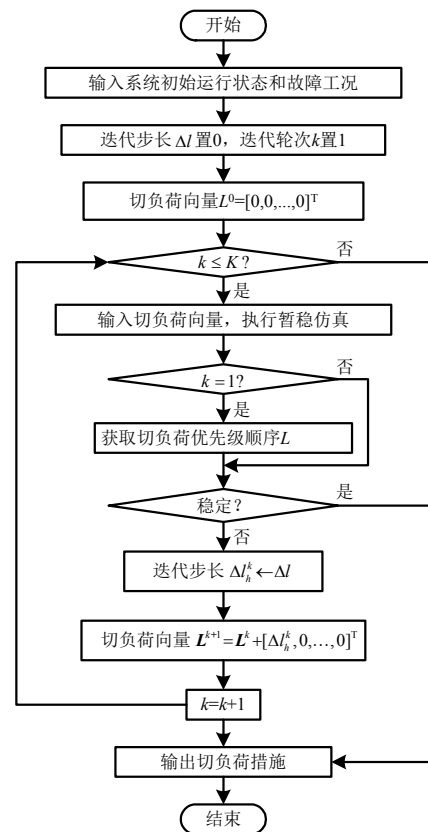 开始
输入系统初始运行状态和故障工况
迭代步长 Δl 置0，迭代轮次k置1
切负荷向量L⁰=[0,0,...,0]ᵀ
k ≤ K?
否
是
输入切负荷向量，执行暂稳仿真
k=1?
否
是
获取切负荷优先级顺序L
稳定？
是
否
迭代步长 Δlₕᵏ←Δl
切负荷向量 Lᵏ⁺¹=Lᵏ+[Δlₕᵏ,0,…,0]ᵀ
k=k+1
输出切负荷措施
结束